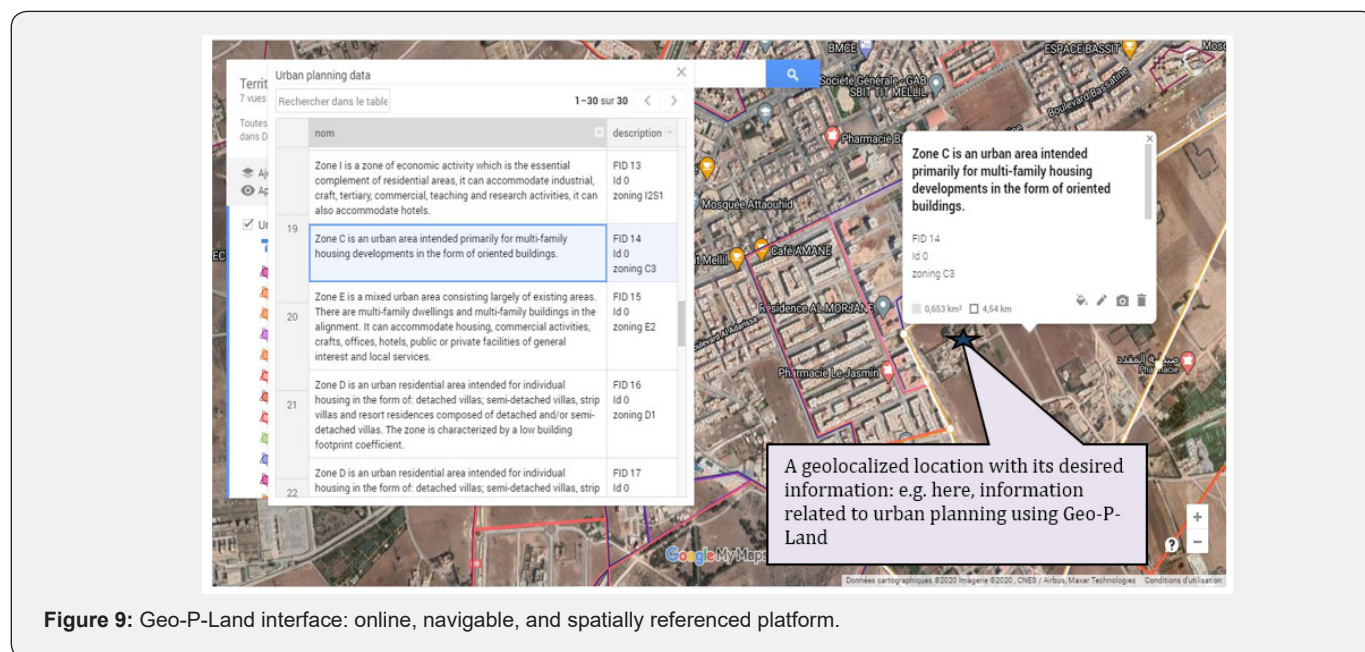 Urban planning data
Territ
7 vues
Toutes
dans D
Rechercher dans le table
1–30 sur 30
nom
description
Zone I is a zone of economic activity which is the essential
complement of residential areas, it can accommodate industrial,
craft, tertiary, commercial, teaching and research activities, it can
also accommodate hotels.
FID 13
Id 0
zoning I2S1
19
Zone C is an urban area intended primarily for multi-family
housing developments in the form of oriented buildings.
FID 14
Id 0
zoning C3
20
Zone E is a mixed urban area consisting largely of existing areas.
There are multi-family dwellings and multi-family buildings in the
alignment. It can accommodate housing, commercial activities,
crafts, offices, hotels, public or private facilities of general
interest and local services.
FID 15
Id 0
zoning E2
21
Zone D is an urban residential area intended for individual
housing in the form of: detached villas; semi-detached villas, strip
villas and resort residences composed of detached and/or semi-
detached villas. The zone is characterized by a low building
footprint coefficient.
FID 16
Id 0
zoning D1
22
Zone D is an urban residential area intended for individual
housing in the form of: detached villas; semi-detached villas, strip
FID 17
Id 0
BMCE
ESPACE BASSIT
Société Générale - GAB
SBIT TIT MELLIL
Boulevard Bassatine
Pharmacie
Mosquée Attaouhid
Café AMANE
Mellil
Résidence AL MORJANE
Pharmacie Le Jasmin
Zone C is an urban area intended
primarily for multi-family housing
developments in the form of oriented
buildings.
FID 14
Id 0
zoning C3
0,653 km² 4,54 km
صيدلية المقدد
Pharmacie
A geolocalized location with its desired
information: e.g. here, information
related to urban planning using Geo-P-
Land
Google My Maps
Données cartographiques ©2020 Imagerie ©2020 , CNES / Airbus, Maxar Technologies Conditions d'utilisation
Figure 9: Geo-P-Land interface: online, navigable, and spatially referenced platform.